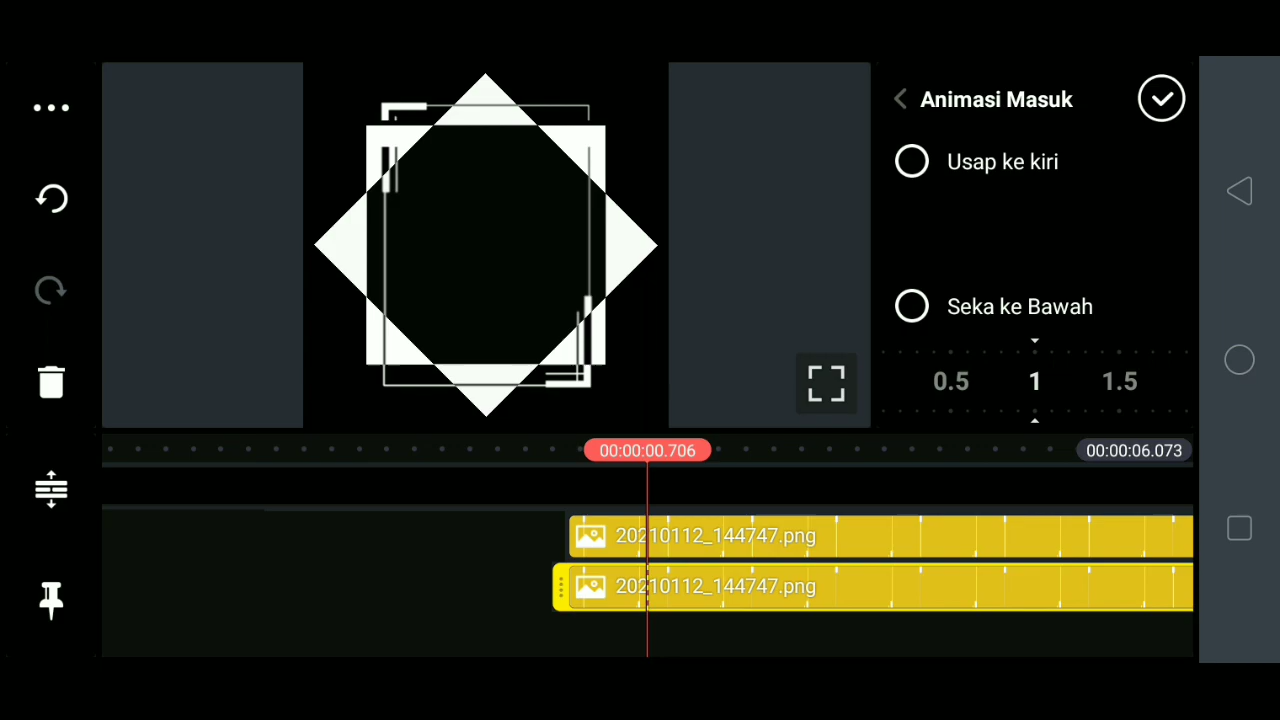 Animasi Masuk
Usap ke kiri
Seka ke Bawah
0.5 1 1.5
00:00:00.706 00:00:06.073
20210112_144747.png
20210112_144747.png